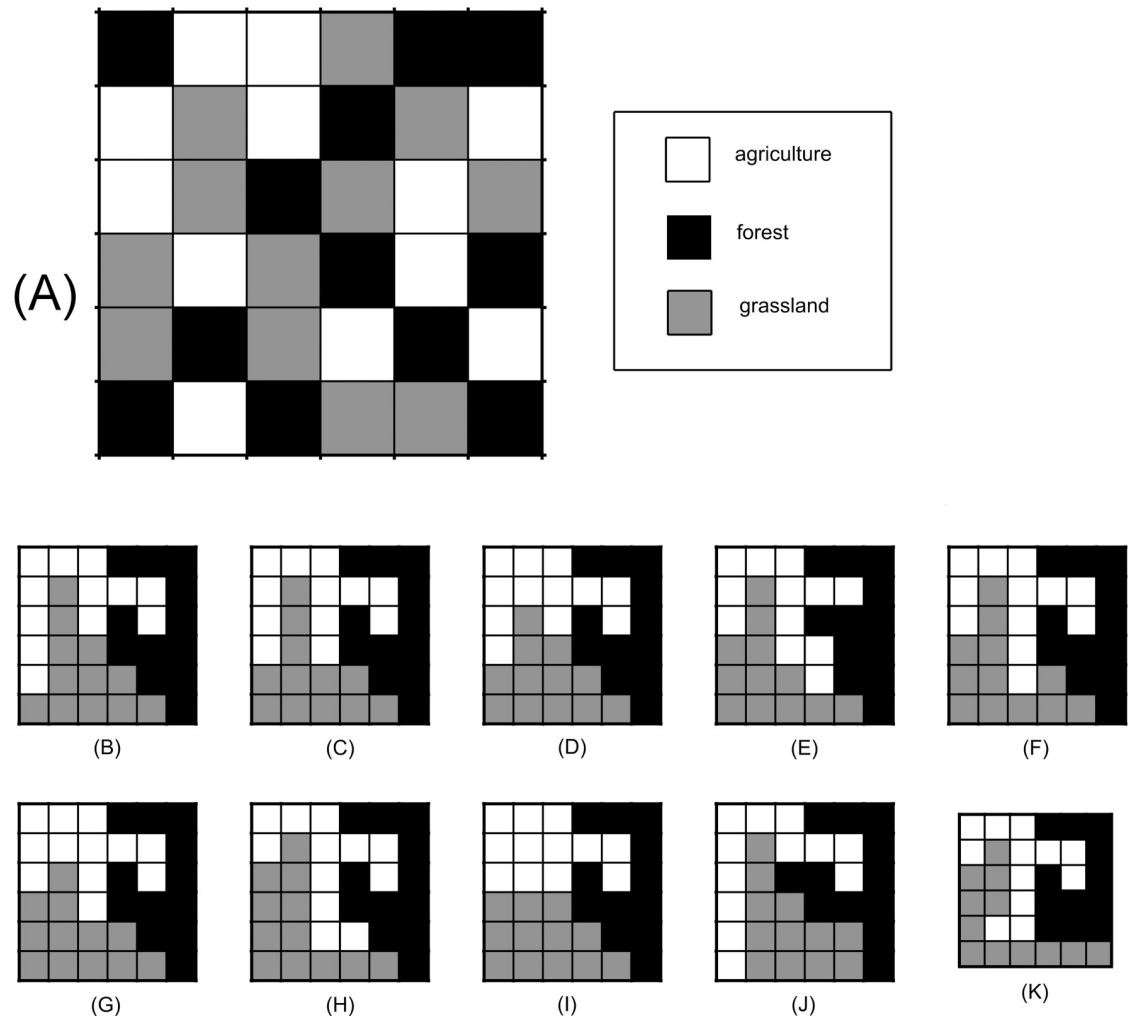 agriculture
forest
(A)
grassland
(B)
(C)
(D)
(E)
(F)
(G)
(H)
(I)
(J)
(K)